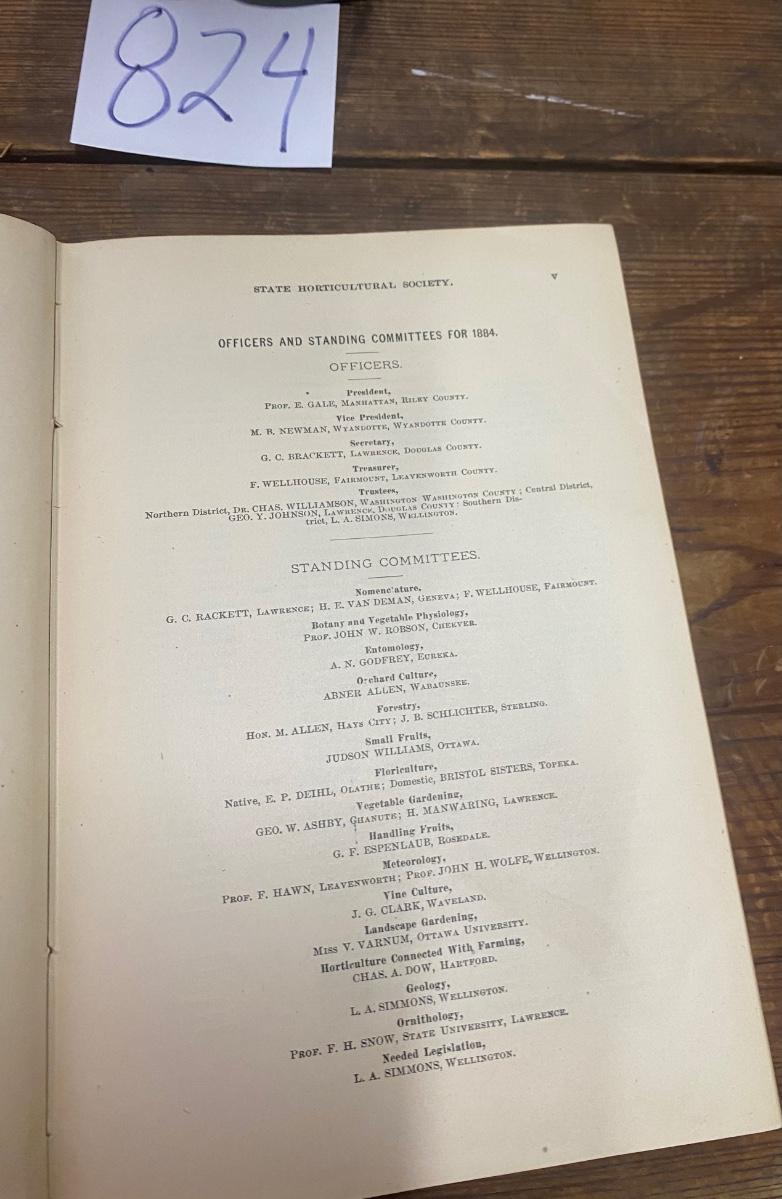 824
STATE HORTICULTURAL SOCIETY.
V
OFFICERS AND STANDING COMMITTEES FOR 1884.
OFFICERS.
President,
PROF. E. GALE, MANHATTAN, RILEY COUNTY.
Vice President,
M. B. NEWMAN, WYANDOTTE, WYANDOTTE COUNTY.
Secretary,
G. C. BRACKETT, LAWRENCE, DOUGLAS COUNTY.
Treasurer,
F. WELLHOUSE, FAIRMOUNT, LEAVENWORTH COUNTY.
Trustees,
Northern District, DR. CHAS. WILLIAMSON, WASHINGTON WASHINGTON COUNTY; Central District,
GEO. Y. JOHNSON, LAWRENCE, DOUGLAS COUNTY: Southern Dis-
trict, L. A. SIMONS, WELLINGTON.
STANDING COMMITTEES.
Nomenc'ature,
G. C. RACKETT, LAWRENCE; H. E. VAN DEMAN, GENEVA; F. WELLHOUSE, FAIRMOUNT.
Botany and Vegetable Physiology,
PROF. JOHN W. ROBSON, CHEEVER.
Entomology,
A. N. GODFREY, EUREKA.
Orchard Culture,
ABNER ALLEN, WABAUNSEE.
Forestry,
HON. M. ALLEN, HAYS CITY; J. B. SCHLICHTER, STERLING.
Small Fruits,
JUDSON WILLIAMS, OTTAWA.
Floriculture,
Native, E. P. DEIHL, OLATHE; Domestic, BRISTOL SISTERS, TOPEKA.
Vegetable Gardening,
GEO. W. ASHBY, CHANUTE; H. MANWARING, LAWRENCE.
Handling Fruits,
G. F. ESPENLAUB, ROSEDALE.
Meteorology,
PROF. F. HAWN, LEAVENWORTH; PROF. JOHN H. WOLFE, WELLINGTON.
Vine Culture,
J. G. CLARK, WAVELAND.
Landscape Gardening,
MISS V. VARNUM, OTTAWA UNIVERSITY.
Horticulture Connected With Farming,
CHAS. A. DOW, HARTFORD.
Geology,
L. A. SIMMONS, WELLINGTON.
Ornithology,
PROF. F. H. SNOW, STATE UNIVERSITY, LAWRENCE.
Needed Legislation,
L. A. SIMMONS, WELLINGTON.